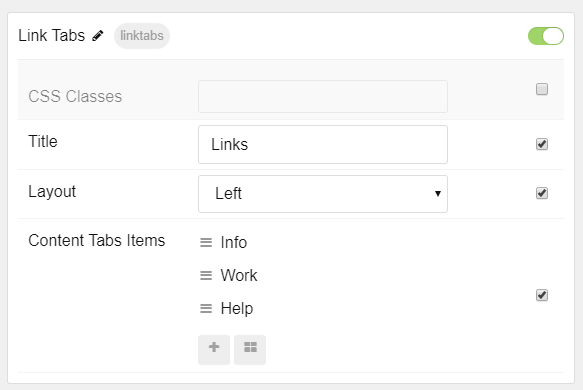 Link Tabs linktabs
CSS Classes
Title Links
Layout Left
Content Tabs Items Info
Work
Help